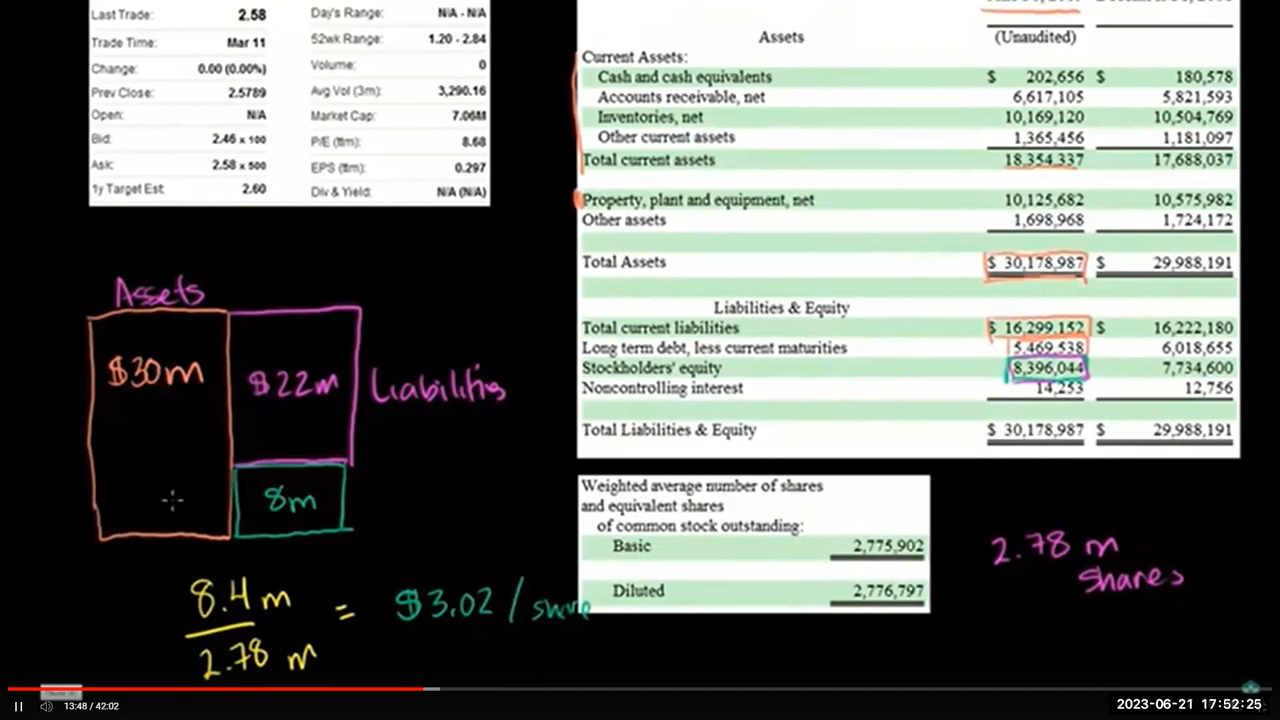 Last Trade: 2.58 Day's Range: N/A - N/A
Trade Time: Mar 11 52wk Range: 1.20 - 2.84
Change: 0.00 (0.00%) Volume: 0
Prev Close: 2.5789 Avg Vol (3m): 3,290.16
Open: N/A Market Cap: 7.06M
Bid: 2.46 x 100 P/E (ttm): 8.68
Ask: 2.58 x 500 EPS (ttm): 0.297
1y Target Est: 2.60 Div & Yield: N/A (N/A)
Assets (Unaudited)
Current Assets:
Cash and cash equivalents $ 202,656 $ 180,578
Accounts receivable, net 6,617,105 5,821,593
Inventories, net 10,169,120 10,504,769
Other current assets 1,365,456 1,181,097
Total current assets 18,354,337 17,688,037
Property, plant and equipment, net 10,125,682 10,575,982
Other assets 1,698,968 1,724,172
Total Assets $ 30,178,987 $ 29,988,191
Liabilities & Equity
Total current liabilities $ 16,299,152 $ 16,222,180
Long term debt, less current maturities 5,469,538 6,018,655
Stockholders' equity 8,396,044 7,734,600
Noncontrolling interest 14,253 12,756
Total Liabilities & Equity $ 30,178,987 $ 29,988,191
Assets
$30m $22m Liabilities
8m
Weighted average number of shares
and equivalent shares
of common stock outstanding:
Basic 2,775,902
Diluted 2,776,797
2.78 m
shares
8.4 m
2.78 m
= $3.02 / share
13:48 / 42:02
2023-06-21 17:52:25